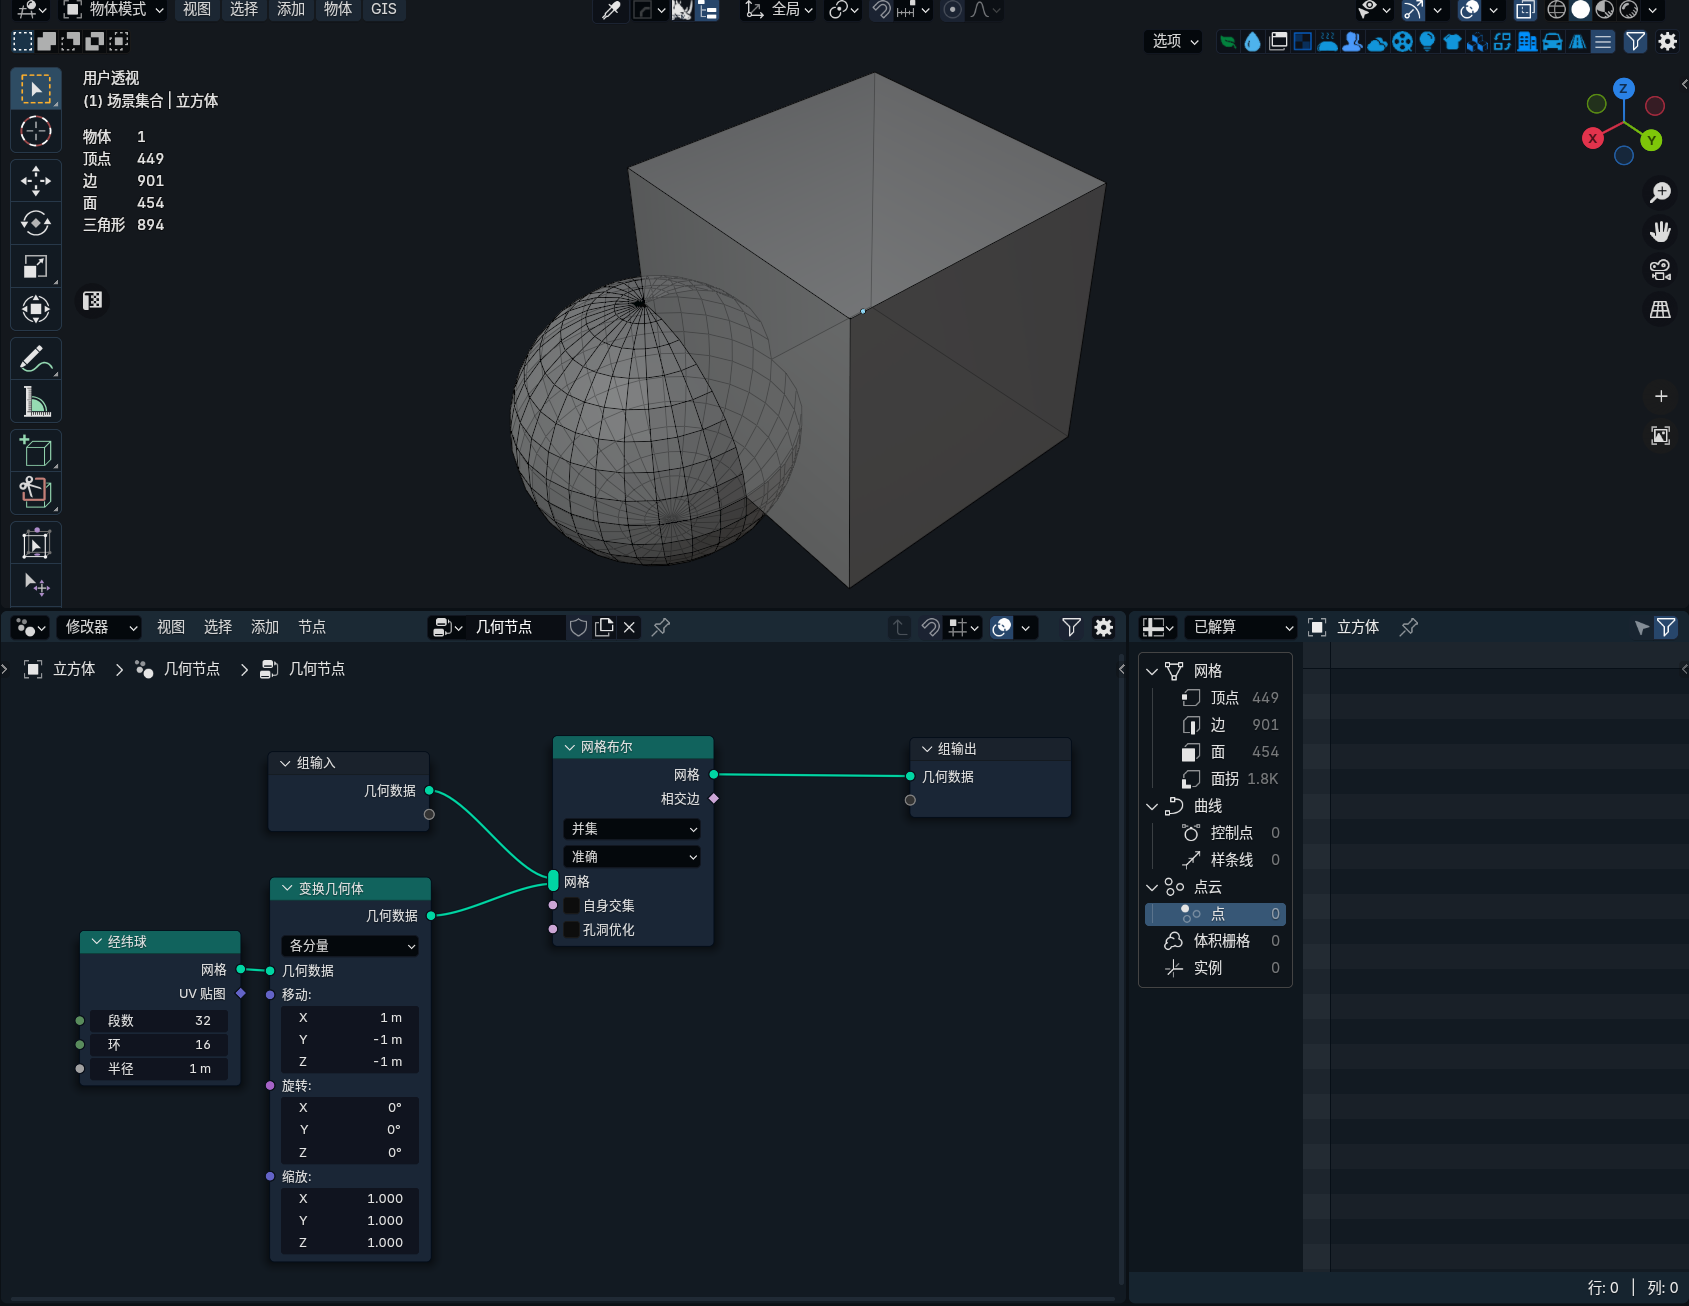 物体模式 视图 选择 添加 物体 GIS 全局
选项
用户透视
(1) 场景集合 | 立方体
物体 1
顶点 449
边 901
面 454
三角形 894
Z
X
Y
修改器 视图 选择 添加 节点 几何节点
立方体 > 几何节点 > 几何节点
组输入
几何数据
网格布尔
网格
相交边
并集
准确
网格
自身交集
孔洞优化
组输出
几何数据
变换几何体
几何数据
各分量
几何数据
移动:
X 1 m
Y -1 m
Z -1 m
旋转:
X 0°
Y 0°
Z 0°
缩放:
X 1.000
Y 1.000
Z 1.000
经纬球
网格
UV 贴图
段数 32
环 16
半径 1 m
已解算 立方体
网格
顶点 449
边 901
面 454
面拐 1.8K
曲线
控制点 0
样条线 0
点云
点 0
体积栅格 0
实例 0
行: 0 | 列: 0